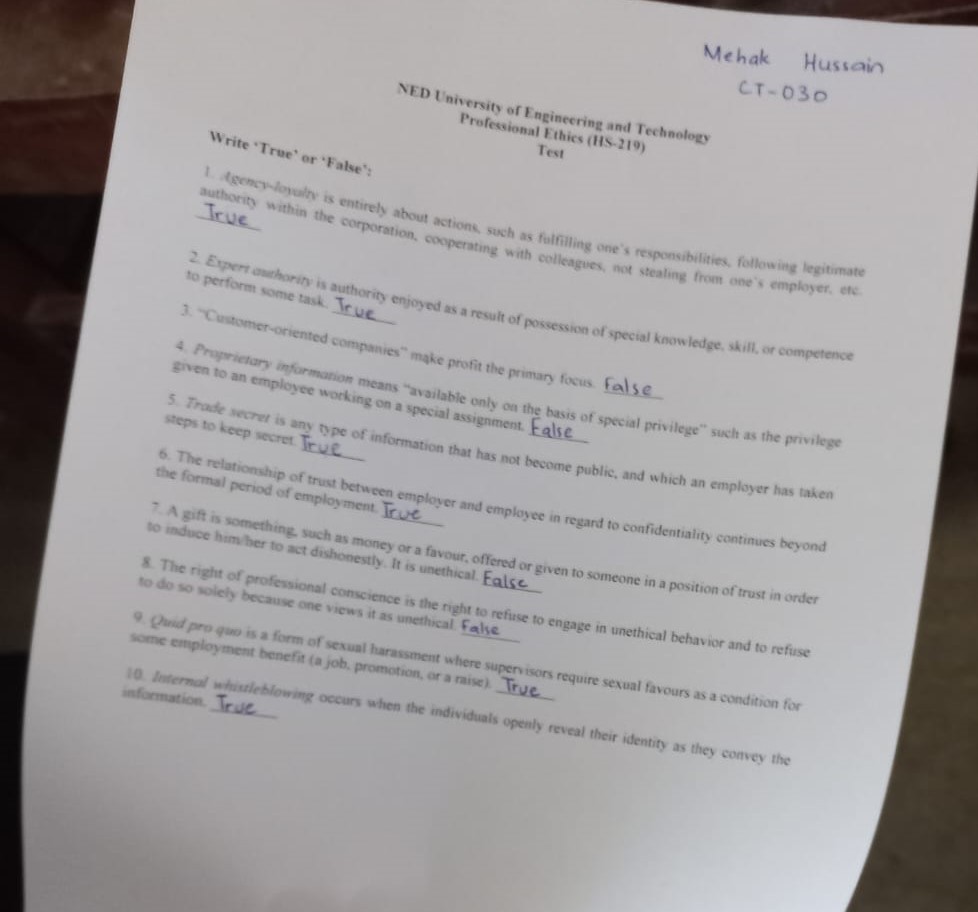 Mehak Hussain
CT-030
NED University of Engineering and Technology
Professional Ethics (HS-219)
Test
Write 'True' or 'False':
1. Agency-loyalty is entirely about actions, such as fulfilling one's responsibilities, following legitimate
authority within the corporation, cooperating with colleagues, not stealing from one's employer, etc.
True
2. Expert authority is authority enjoyed as a result of possession of special knowledge, skill, or competence
to perform some task. True
3. "Customer-oriented companies" make profit the primary focus. False
4. Proprietary information means "available only on the basis of special privilege" such as the privilege
given to an employee working on a special assignment. False
5. Trade secret is any type of information that has not become public, and which an employer has taken
steps to keep secret. True
6. The relationship of trust between employer and employee in regard to confidentiality continues beyond
the formal period of employment. True
7. A gift is something, such as money or a favour, offered or given to someone in a position of trust in order
to induce him/her to act dishonestly. It is unethical. False
8. The right of professional conscience is the right to refuse to engage in unethical behavior and to refuse
to do so solely because one views it as unethical. False
9. Quid pro quo is a form of sexual harassment where supervisors require sexual favours as a condition for
some employment benefit (a job, promotion, or a raise). True
10. Internal whistleblowing occurs when the individuals openly reveal their identity as they convey the
information. True